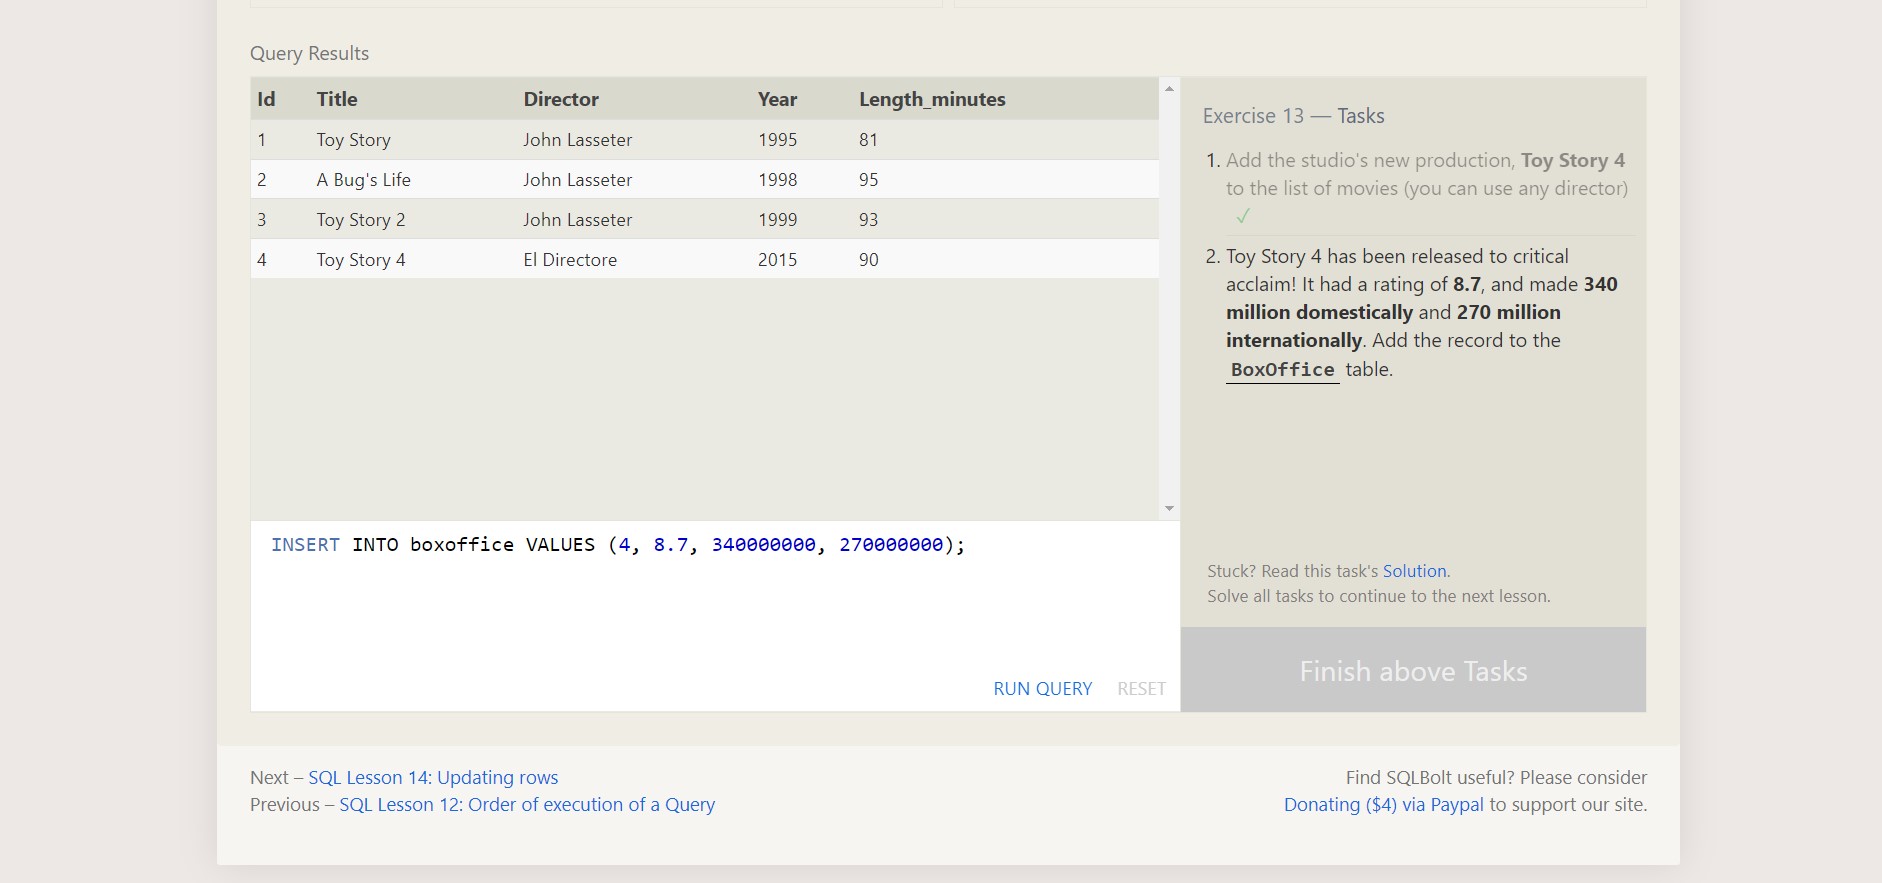 Query Results
Id Title Director Year Length_minutes
1 Toy Story John Lasseter 1995 81
2 A Bug's Life John Lasseter 1998 95
3 Toy Story 2 John Lasseter 1999 93
4 Toy Story 4 El Directore 2015 90
INSERT INTO boxoffice VALUES (4, 8.7, 340000000, 270000000);
RUN QUERY RESET
Exercise 13 — Tasks
1. Add the studio's new production, Toy Story 4
to the list of movies (you can use any director)
✓
2. Toy Story 4 has been released to critical
acclaim! It had a rating of 8.7, and made 340
million domestically and 270 million
internationally. Add the record to the
BoxOffice table.
Stuck? Read this task's Solution.
Solve all tasks to continue to the next lesson.
Finish above Tasks
Next – SQL Lesson 14: Updating rows
Previous – SQL Lesson 12: Order of execution of a Query
Find SQLBolt useful? Please consider
Donating ($4) via Paypal to support our site.